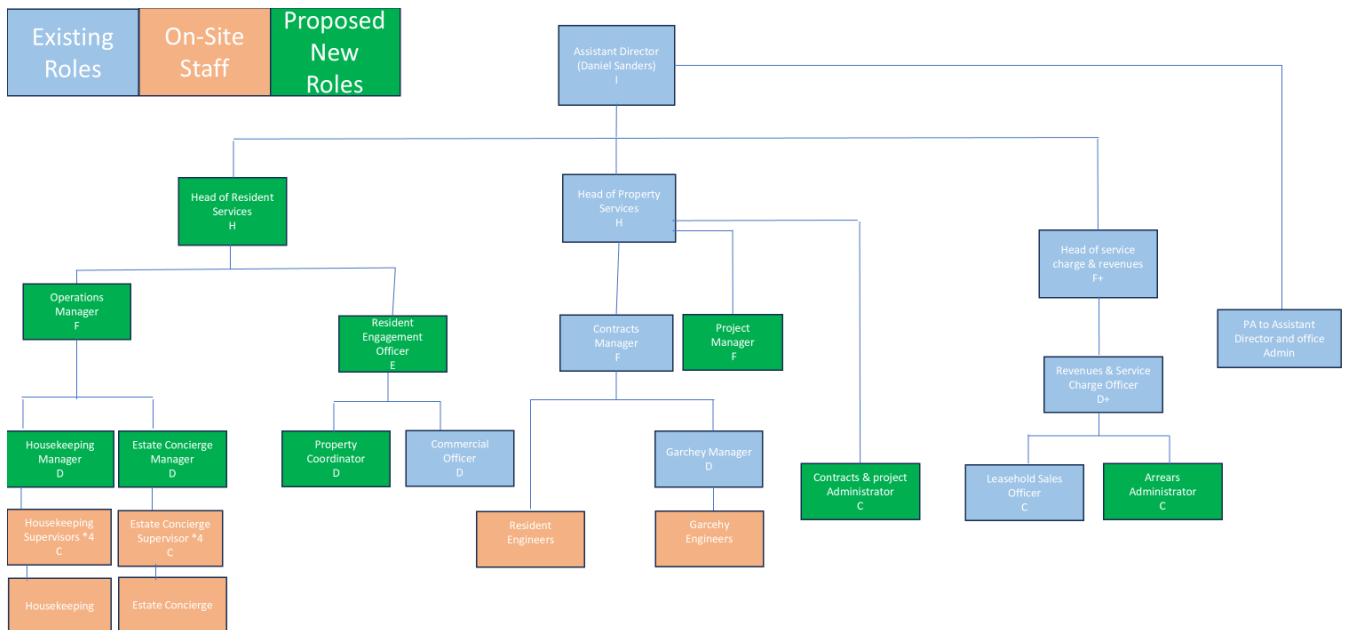 Existing
Roles
On-Site
Staff
Proposed
New
Roles
Assistant Director
(Daniel Sanders)
I
Head of Resident
Services
H
Head of Property
Services
H
Head of service
charge & revenues
F+
PA to Assistant
Director and office
Admin
Operations
Manager
F
Resident
Engagement
Officer
E
Contracts
Manager
F
Project
Manager
F
Revenues & Service
Charge Officer
D+
Housekeeping
Manager
D
Estate Concierge
Manager
D
Property
Coordinator
D
Commercial
Officer
D
Garchey Manager
D
Contracts & project
Administrator
C
Leasehold Sales
Officer
C
Arrears
Administrator
C
Housekeeping
Supervisors *4
C
Estate Concierge
Supervisor *4
C
Resident
Engineers
Garcehy
Engineers
Housekeeping
Estate Concierge